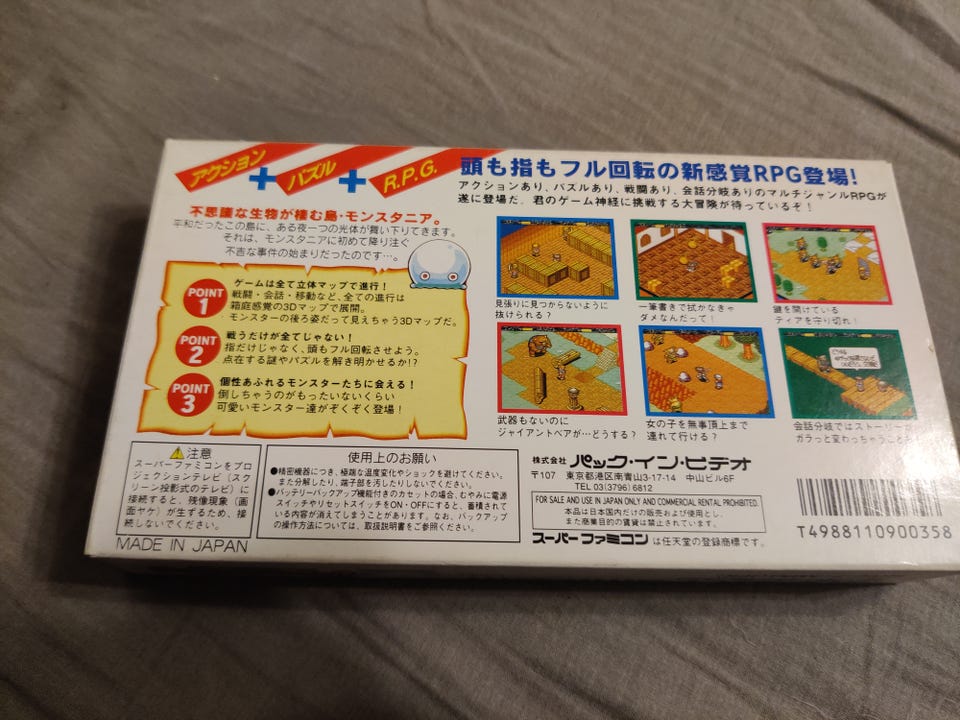 アクション
+
パズル
+
R.P.G.
頭も指もフル回転の新感覚RPG登場!
アクションあり、パズルあり、戦闘あり、会話分岐ありのマルチジャンルRPGが
遂に登場だ。君のゲーム神経に挑戦する大冒険が待っているぞ!
不思議な生物が棲む島・モンスタニア。
平和だったこの島に、ある夜一つの光体が舞い下りてきます。
それは、モンスタニアに初めて降り注ぐ
不吉な事件の始まりだったのです…。
POINT
1
ゲームは全て立体マップで進行!
戦闘・会話・移動など、全ての進行は
箱庭感覚の3Dマップで展開。
モンスターの後ろ姿だって見えちゃう3Dマップだ。
POINT
2
戦うだけが全てじゃない!
指だけじゃなく、頭もフル回転させよう。
点在する謎やパズルを解き明かせるか!?
POINT
3
個性あふれるモンスターたちに会える!
倒しちゃうのがもったいないくらい
可愛いモンスター達がぞくぞく登場!
見張りに見つからないように
抜けられる?
一筆書きで拭かなきゃ
ダメなんだって!
鍵を開けている
ティアを守り切れ!
武器もないのに
ジャイアントベアが…どうする?
女の子を無事頂上まで
連れて行ける?
会話分岐ではストーリーが
ガラっと変わっちゃうことも
注意
スーパーファミコンをプロ
ジェクションテレビ(スク
リーン投影式のテレビ)に
接続すると、残像現象(画
面ヤケ)が生ずるため、接
続しないでください。
使用上のお願い
●精密機器につき、極端な温度変化やショックを避けてください。
また分解したり、端子部を汚したりしないでください。
●バッテリーバックアップ機能付きのカセットの場合、むやみに電源
スイッチやリセットスイッチをON・OFFにすると、蓄積されて
いる内容が消えてしまうことがあります。なお、バックアップ
の操作方法については、取扱説明書をご参照ください。
MADE IN JAPAN
株式会社 パック・イン・ビデオ
〒107 東京都港区南青山3-17-14 中山ビル6F
TEL 03(3796)6812
FOR SALE AND USE IN JAPAN ONLY AND COMMERCIAL RENTAL PROHIBITED.
本品は日本国内だけの販売および使用とし、
また商業目的の賃貸は禁止されています。
スーパーファミコンは任天堂の登録商標です。
T4988110900358